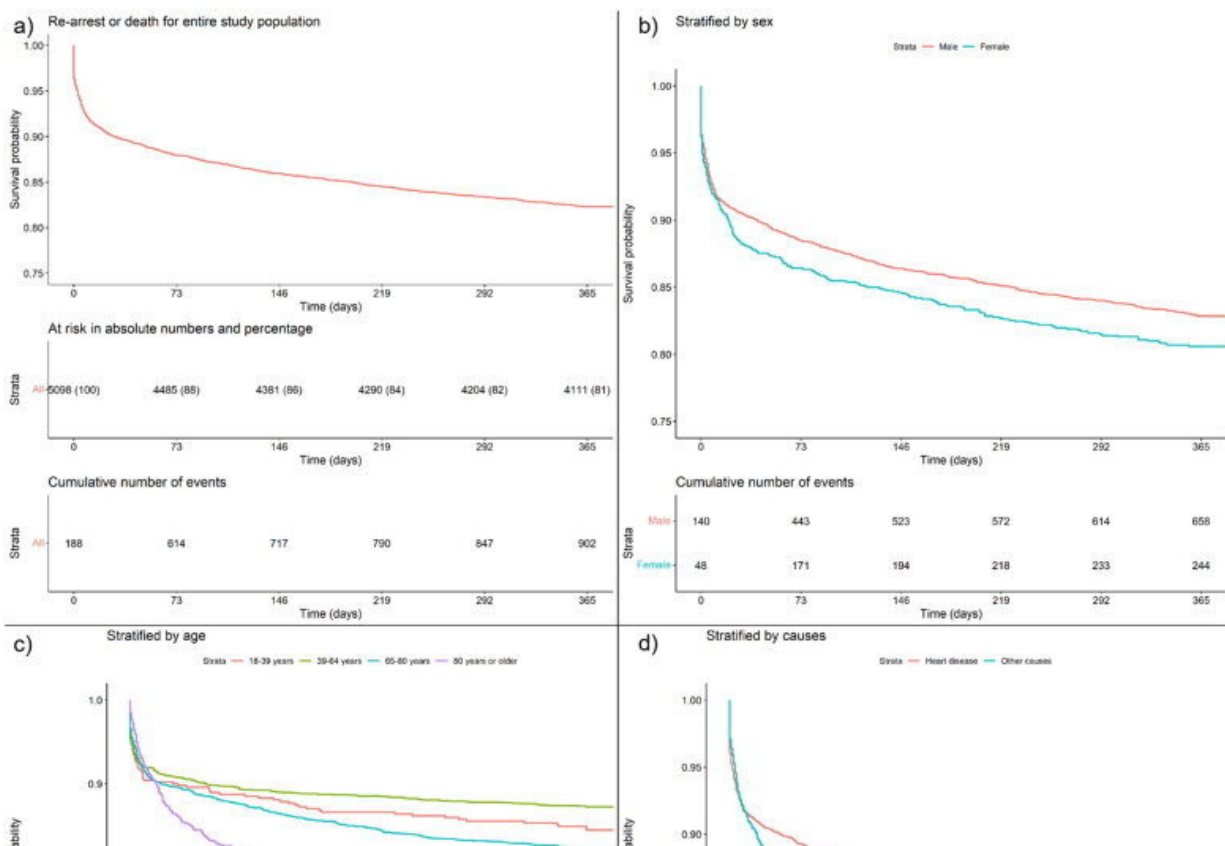 a) Re-arrest or death for entire study population
1.00
0.95
0.90
0.85
0.80
0.75
Survival probability
0 73 146 219 292 365
Time (days)
At risk in absolute numbers and percentage
Strata
All 5098 (100) 4485 (88) 4381 (86) 4290 (84) 4204 (82) 4111 (81)
0 73 146 219 292 365
Time (days)
Cumulative number of events
Strata
All 188 614 717 790 847 902
0 73 146 219 292 365
Time (days)
b) Stratified by sex
Strata Male Female
1.00
0.95
0.90
0.85
0.80
0.75
Survival probability
0 73 146 219 292 365
Time (days)
Cumulative number of events
Strata
Male 140 443 523 572 614 658
Female 48 171 194 218 233 244
0 73 146 219 292 365
Time (days)
c) Stratified by age
Strata 18-39 years 39-64 years 65-80 years 80 years or older
1.0
0.9
ability
d) Stratified by causes
Strata Heart disease Other causes
1.00
0.95
0.90
ability